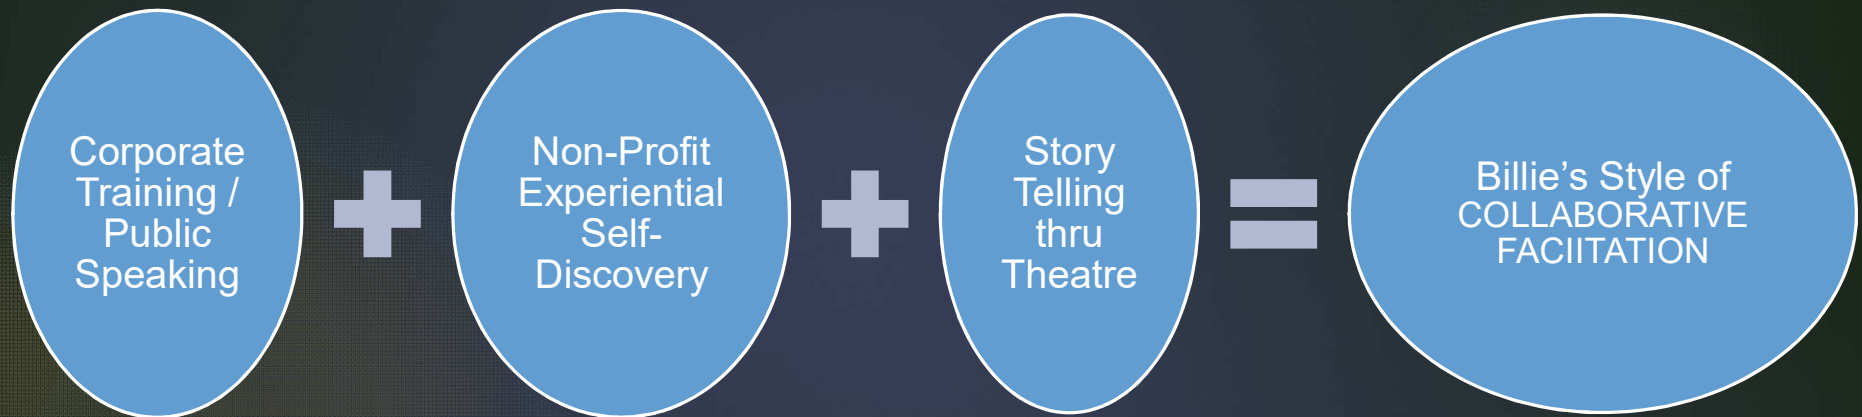 Corporate
Training /
Public
Speaking
Non-Profit
Experiential
Self-
Discovery
Story
Telling
thru
Theatre
Billie’s Style of
COLLABORATIVE
FACIITATION